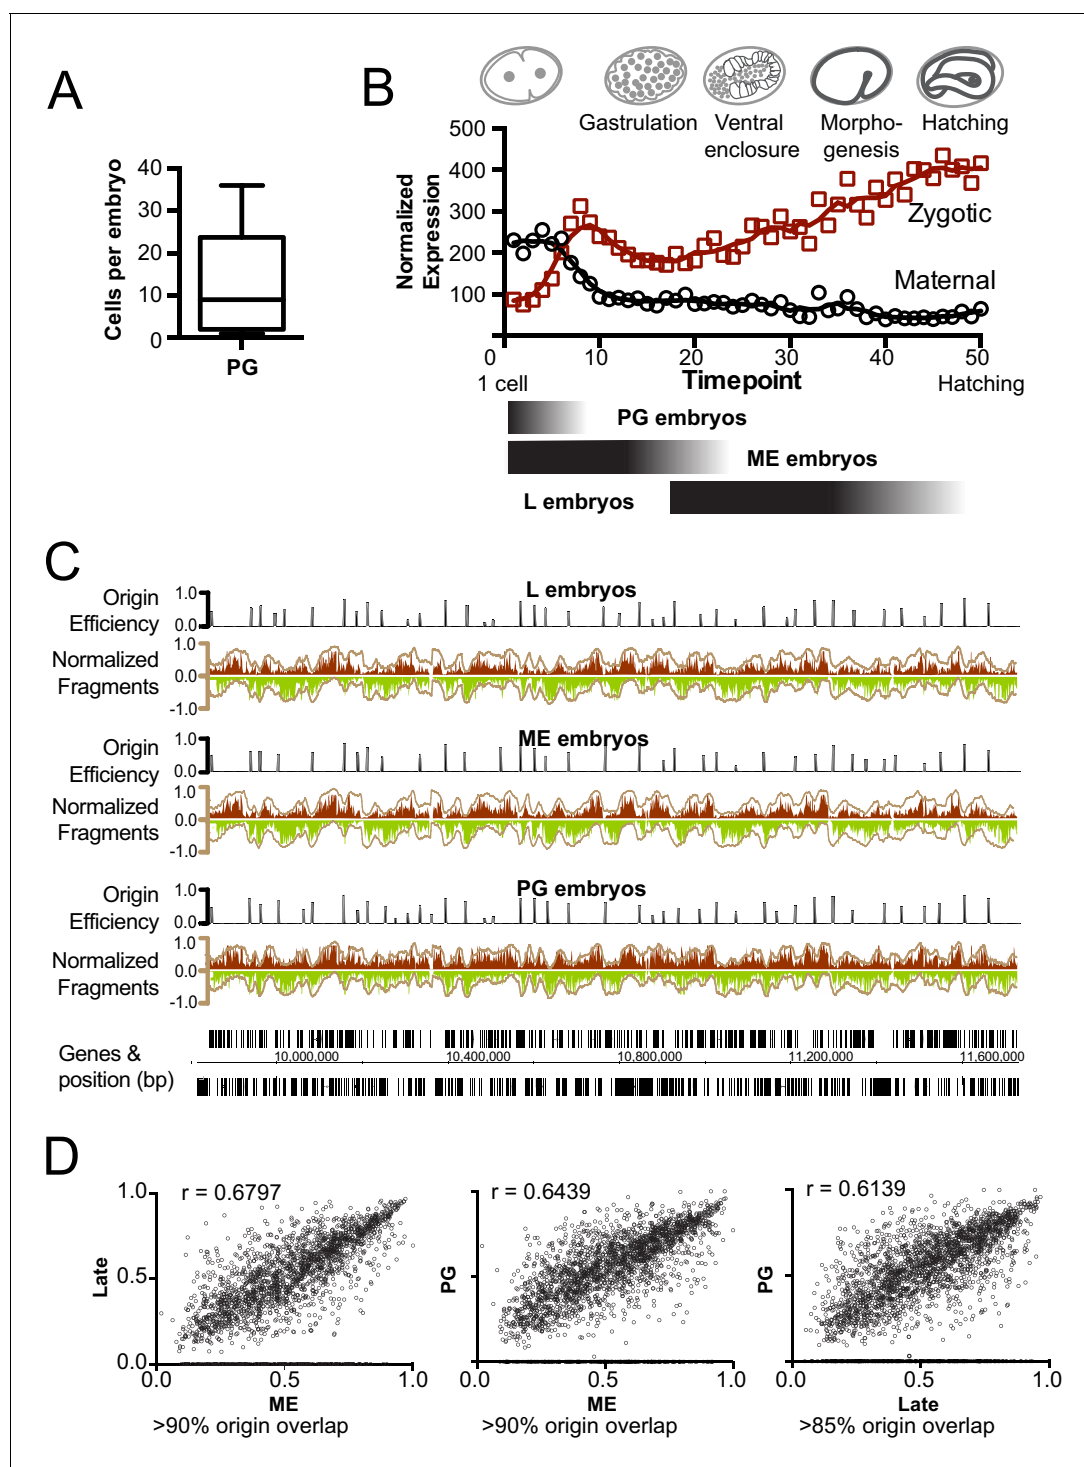 A
Cells per embryo
40
30
20
10
0
PG
B
Gastrulation
Ventral
enclosure
Morpho-
genesis
Hatching
Normalized
Expression
500
400
300
200
100
Zygotic
Maternal
0
10
20
30
40
50
1 cell
Timepoint
Hatching
PG embryos
ME embryos
L embryos
C
L embryos
Origin
Efficiency
1.0
0.0
Normalized
Fragments
1.0
0.0
-1.0
ME embryos
Origin
Efficiency
1.0
0.0
Normalized
Fragments
1.0
0.0
-1.0
PG embryos
Origin
Efficiency
1.0
0.0
Normalized
Fragments
1.0
0.0
-1.0
Genes &
position (bp)
10,000,000
10,400,000
10,800,000
11,200,000
11,600,000
D
r = 0.6797
Late
1.0
0.5
0.0
0.0
0.5
1.0
ME
>90% origin overlap
r = 0.6439
PG
0.0
0.5
1.0
ME
>90% origin overlap
r = 0.6139
PG
0.0
0.5
1.0
Late
>85% origin overlap